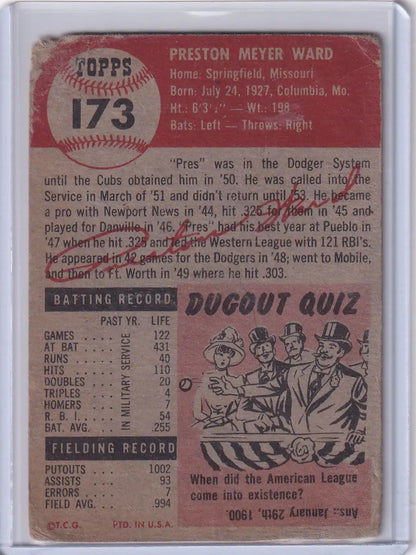 TOPPS
173
PRESTON MEYER WARD
Home: Springfield, Missouri
Born: July 24, 1927, Columbia, Mo.
Ht.: 6'3½" — Wt.: 198
Bats: Left — Throws: Right
"Pres" was in the Dodger System
until the Cubs obtained him in '50. He was called into
the Service in March of '51 and didn't return until '53. He became
a pro with Newport News in '44, hit .325 for them in '45 and
played for Danville in '46. "Pres" had his best year at Pueblo in
'47 when he hit .325 and led the Western League with 121 RBI's.
He appeared in 42 games for the Dodgers in '48; went to Mobile,
and then to Ft. Worth in '49 where he hit .303.
BATTING RECORD
PAST YR. LIFE
GAMES . . . . 122
AT BAT . . . . 431
RUNS . . . . 40
HITS . . . . 110
DOUBLES . . 20
TRIPLES . . . 4
HOMERS . . 7
R. B. I. . . . . 54
BAT. AVG. . . .255
IN MILITARY SERVICE
FIELDING RECORD
PUTOUTS . . . 1002
ASSISTS . . . 93
ERRORS . . . 7
FIELD AVG. . . .994
©T.C.G. PTD. IN U.S.A.
DUGOUT QUIZ
When did the American League
come into existence?
Ans.: January 29th, 1900.